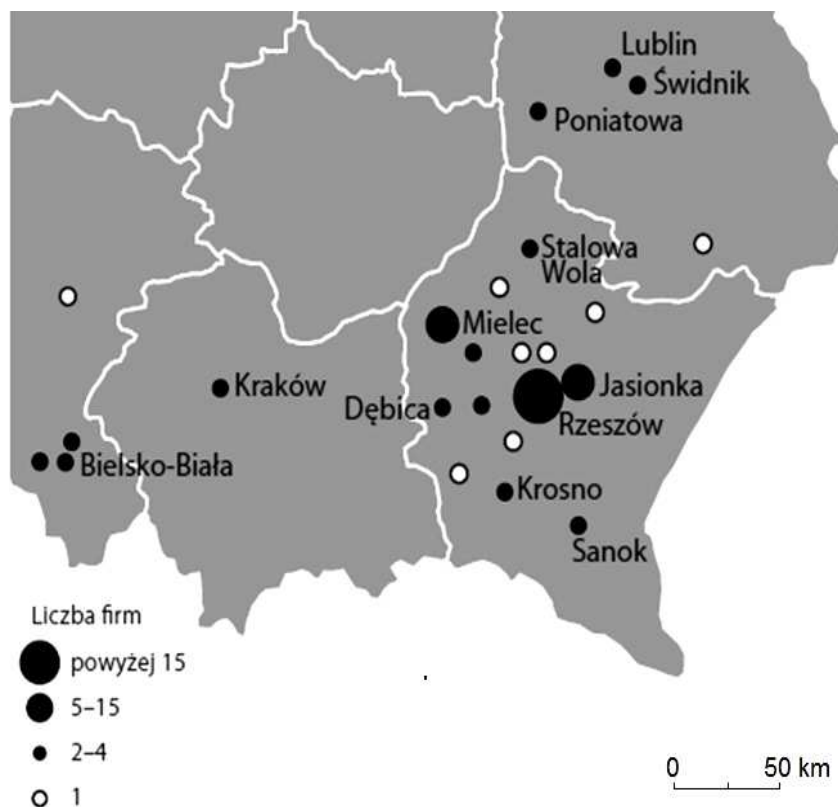 Lublin
Świdnik
Poniatowa
Stalowa
Wola
Mielec
Kraków
Dębica
Jasionka
Rzeszów
Bielsko-Biała
Krosno
Sanok
Liczba firm
powyżej 15
5–15
2–4
1
0 50 km